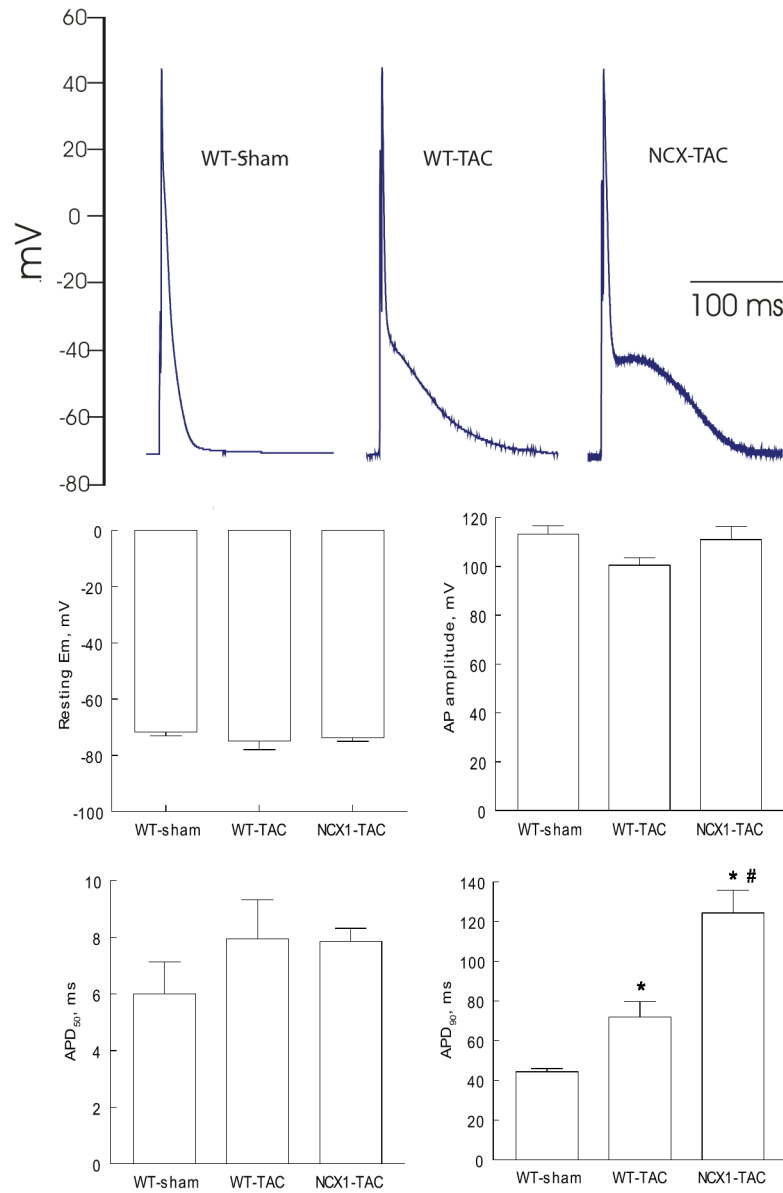 60
40
20
0
-20
-40
-60
-80
mV
WT-Sham
WT-TAC
NCX-TAC
100 ms
0
-20
-40
-60
-80
-100
Resting Em, mV
WT-sham WT-TAC NCX1-TAC
120
100
80
60
40
20
0
AP amplitude, mV
WT-sham WT-TAC NCX1-TAC
10
8
6
4
2
0
APD50, ms
WT-sham WT-TAC NCX1-TAC
140
120
100
80
60
40
20
0
APD90, ms
*
* #
WT-sham WT-TAC NCX1-TAC